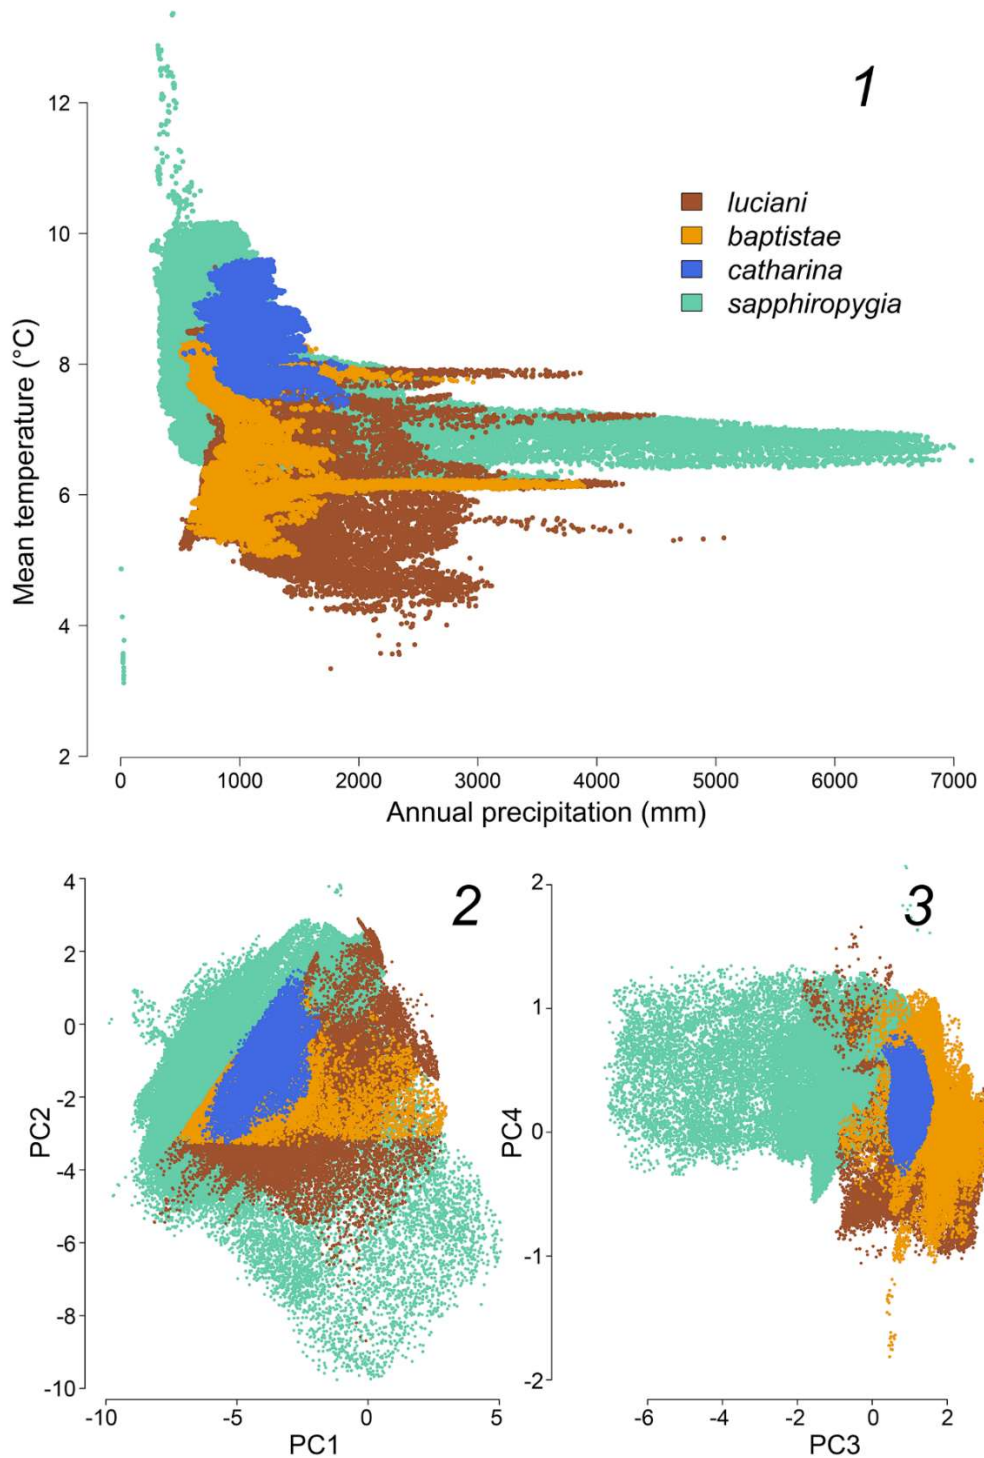 1
12
10
8
6
4
2
Mean temperature (°C)
luciani
baptistae
catharina
sapphiropygia
0 1000 2000 3000 4000 5000 6000 7000
Annual precipitation (mm)
2
4
2
0
-2
-4
-6
-8
-10
PC2
-10 -5 0 5
PC1
3
2
1
0
-1
-2
PC4
-6 -4 -2 0 2
PC3